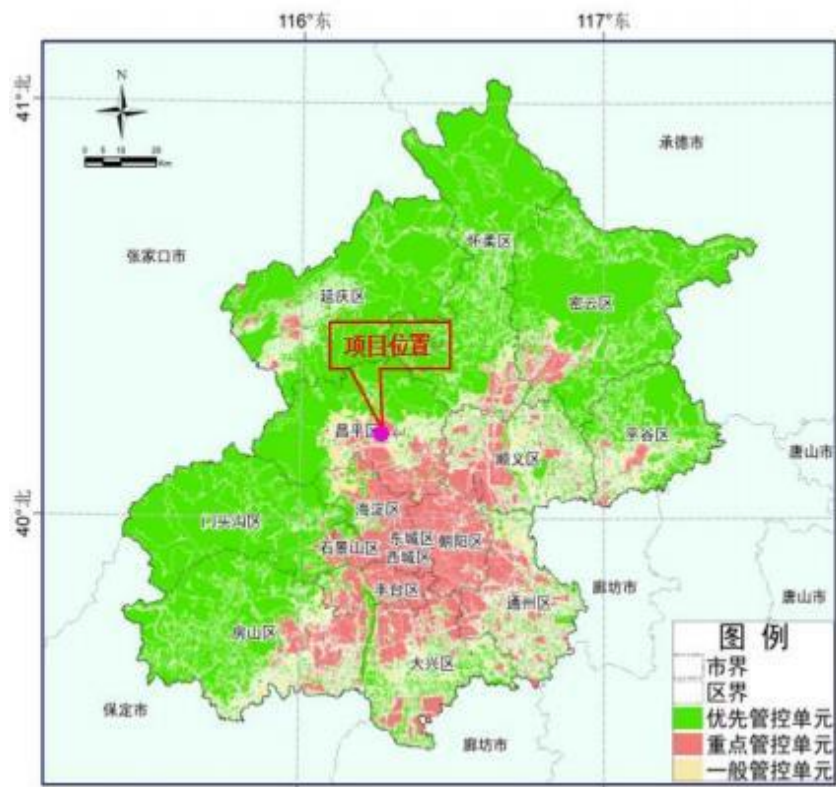 116°东
117°东
41°北
N
0 5 10 20
Km
承德市
怀柔区
张家口市
延庆区
密云区
项目位置
昌平区
平谷区
顺义区
唐山市
40°北
海淀区
门头沟区
东城区
朝阳区
石景山区
西城区
丰台区
通州区
廊坊市
唐山市
房山区
大兴区
保定市
廊坊市
图 例
市界
区界
优先管控单元
重点管控单元
一般管控单元